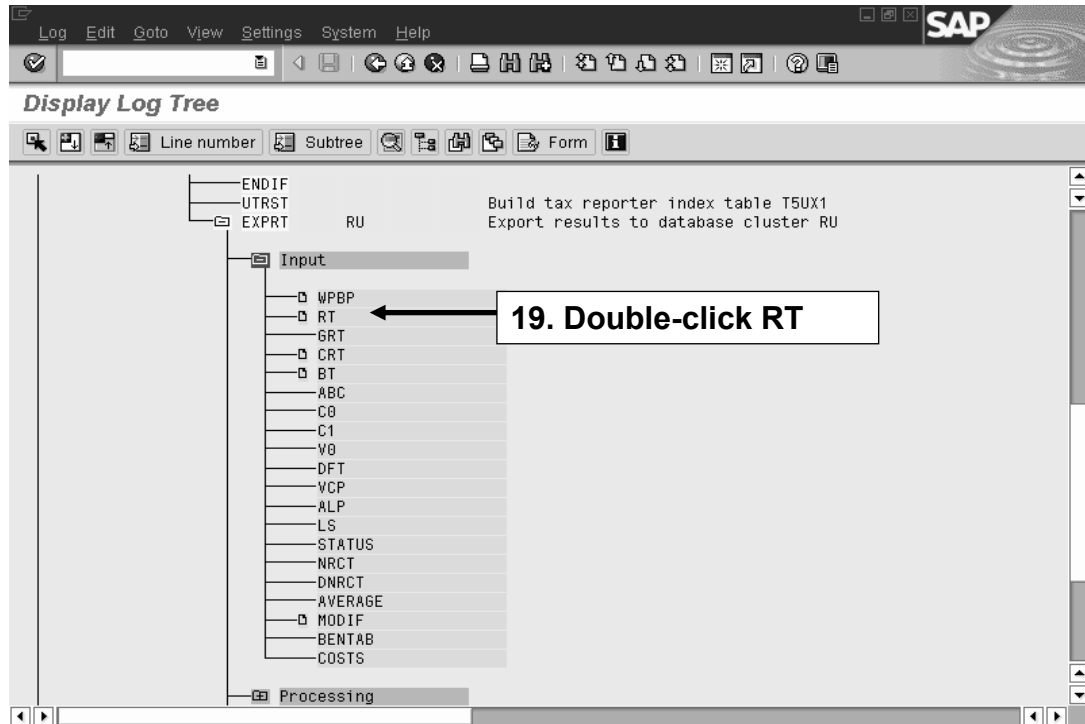 Log Edit Goto View Settings System Help
SAP
Display Log Tree
Line number Subtree Form
ENDIF
UTRST Build tax reporter index table T5UX1
EXPRT RU Export results to database cluster RU
Input
WPBP
RT
19. Double-click RT
GRT
CRT
BT
ABC
C0
C1
V0
DFT
VCP
ALP
LS
STATUS
NRCT
DNRCT
AVERAGE
MODIF
BENTAB
COSTS
Processing